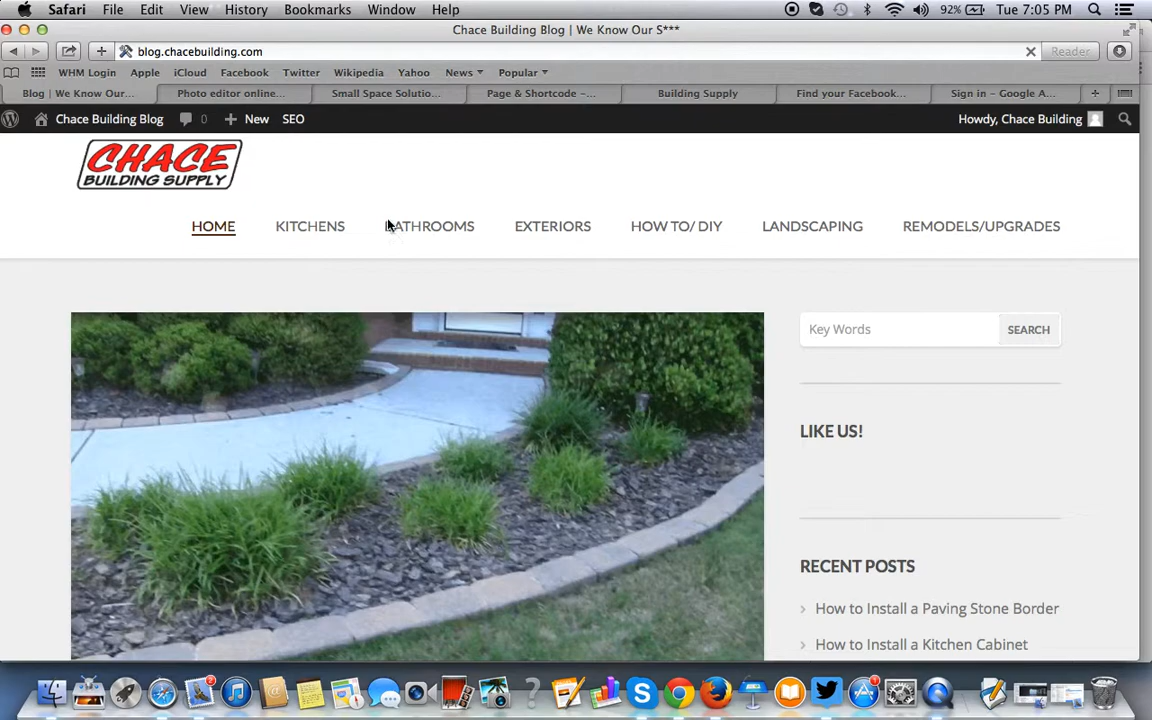 Safari File Edit View History Bookmarks Window Help 92% Tue 7:05 PM
Chace Building Blog | We Know Our S***
blog.chacebuilding.com Reader
WHM Login Apple iCloud Facebook Twitter Wikipedia Yahoo News Popular
Blog | We Know Our... Photo editor online... Small Space Solutio... Page & Shortcode –... Building Supply Find your Facebook... Sign in – Google A...
Chace Building Blog 0 New SEO Howdy, Chace Building
CHACE
BUILDING SUPPLY
HOME KITCHENS BATHROOMS EXTERIORS HOW TO/ DIY LANDSCAPING REMODELS/UPGRADES
Key Words SEARCH
LIKE US!
RECENT POSTS
How to Install a Paving Stone Border
How to Install a Kitchen Cabinet